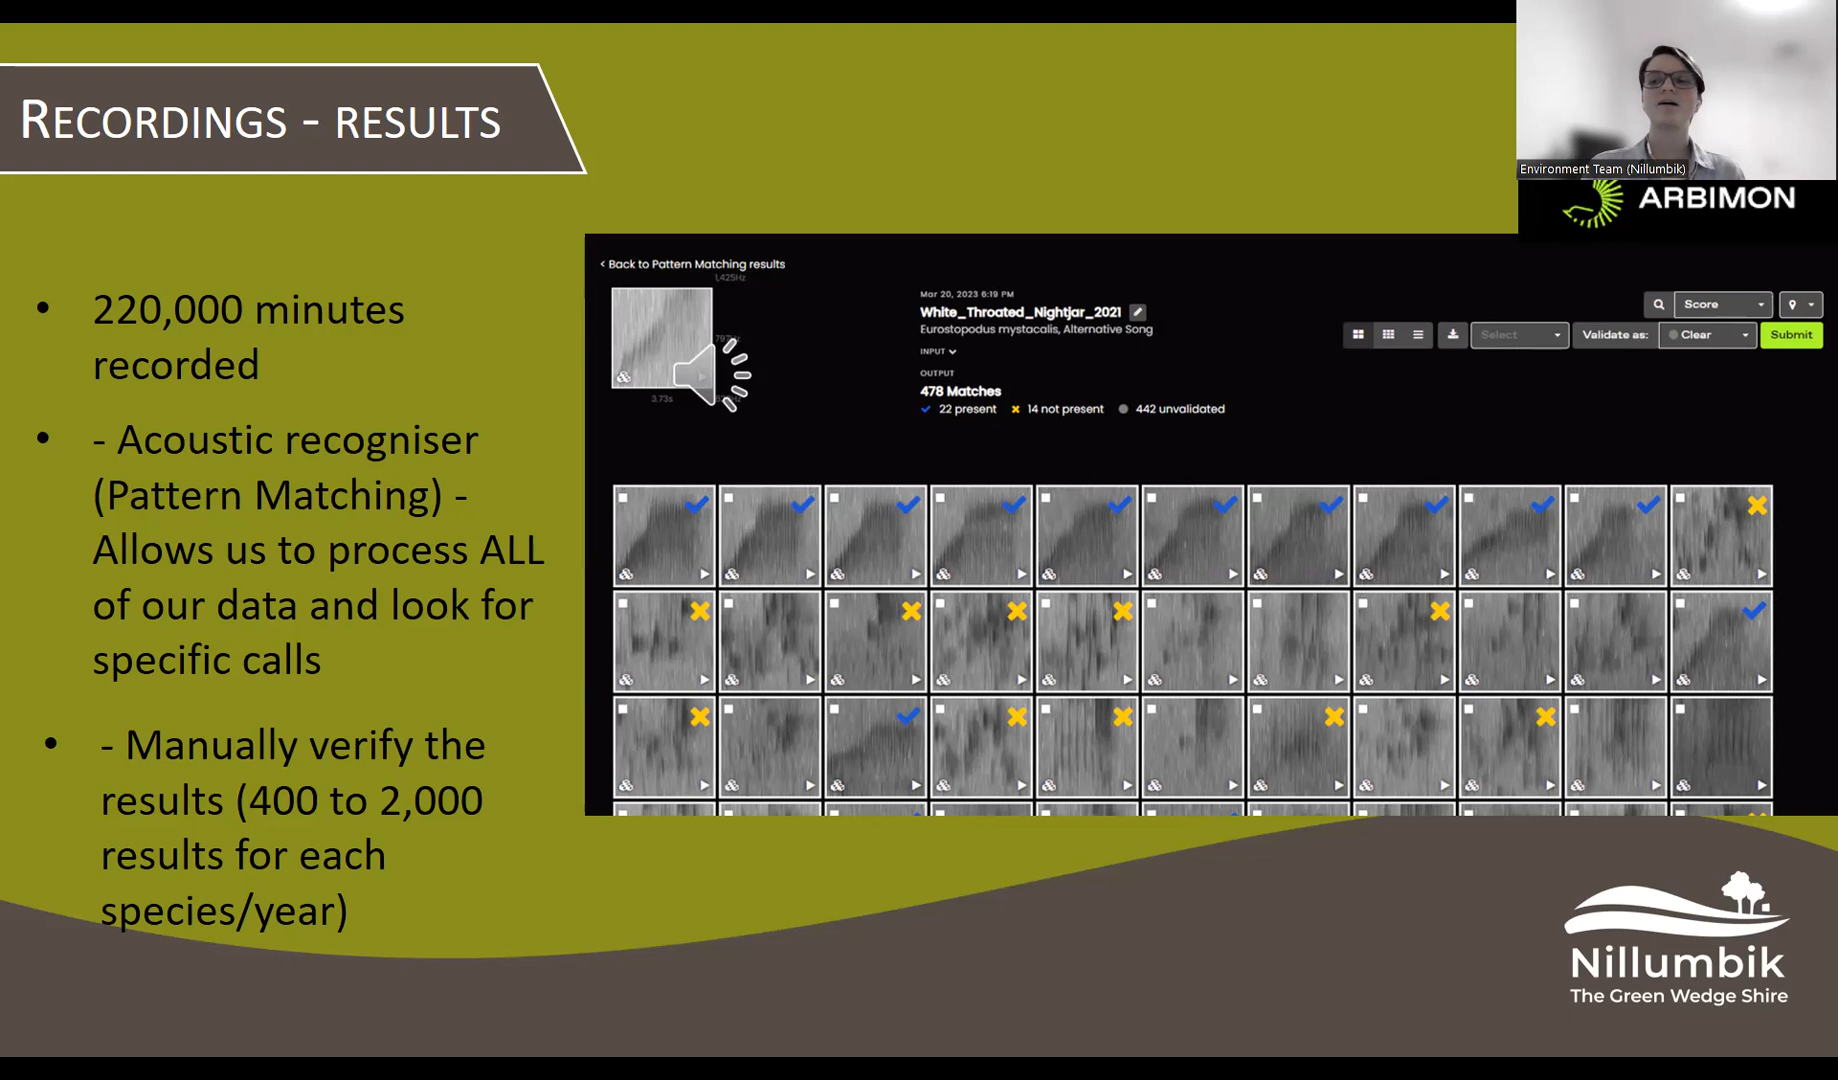 RECORDINGS - RESULTS
Environment Team (Nillumbik)
ARBIMON
• 220,000 minutes
recorded
• - Acoustic recogniser
(Pattern Matching) -
Allows us to process ALL
of our data and look for
specific calls
• - Manually verify the
results (400 to 2,000
results for each
species/year)
< Back to Pattern Matching results
1,425Hz
3.73s
Mar 20, 2023 6:19 PM
White_Throated_Nightjar_2021
Eurostopodus mystacalis, Alternative Song
INPUT
OUTPUT
478 Matches
22 present 14 not present 442 unvalidated
Score
Select
Validate as:
Clear
Submit
Nillumbik
The Green Wedge Shire